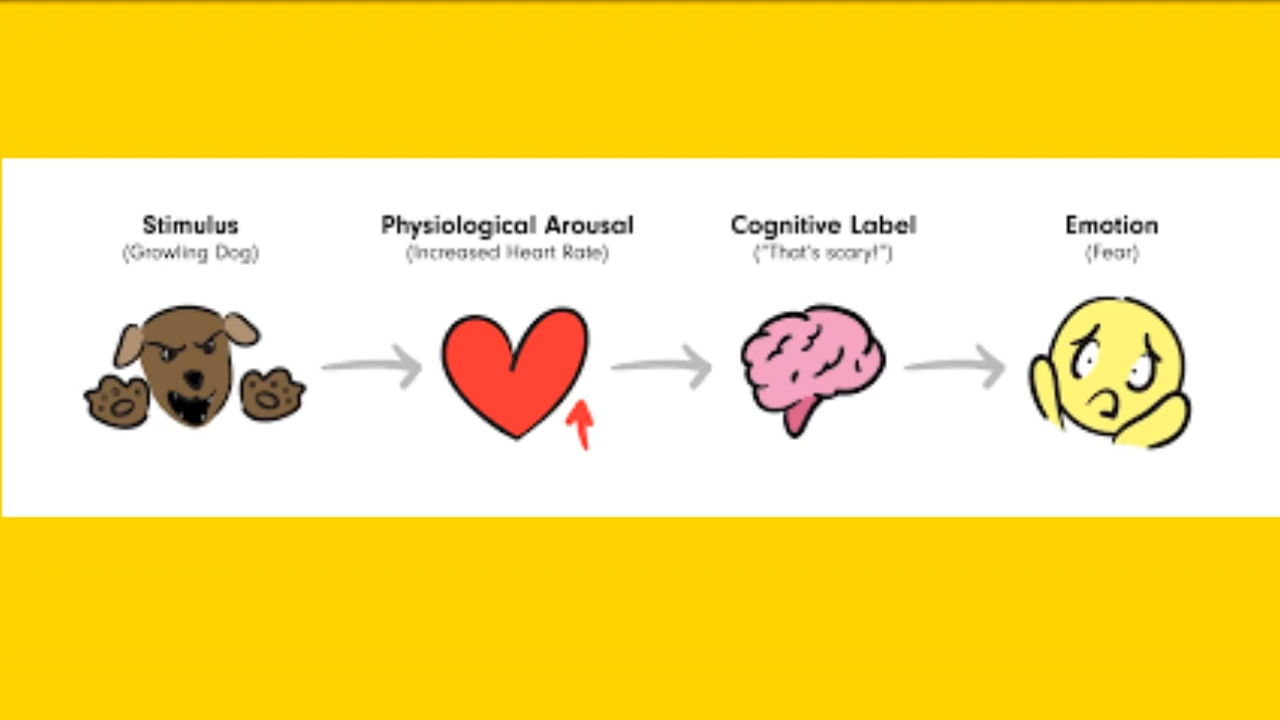 Stimulus
(Growling Dog)
Physiological Arousal
(Increased Heart Rate)
Cognitive Label
("That's scary!")
Emotion
(Fear)